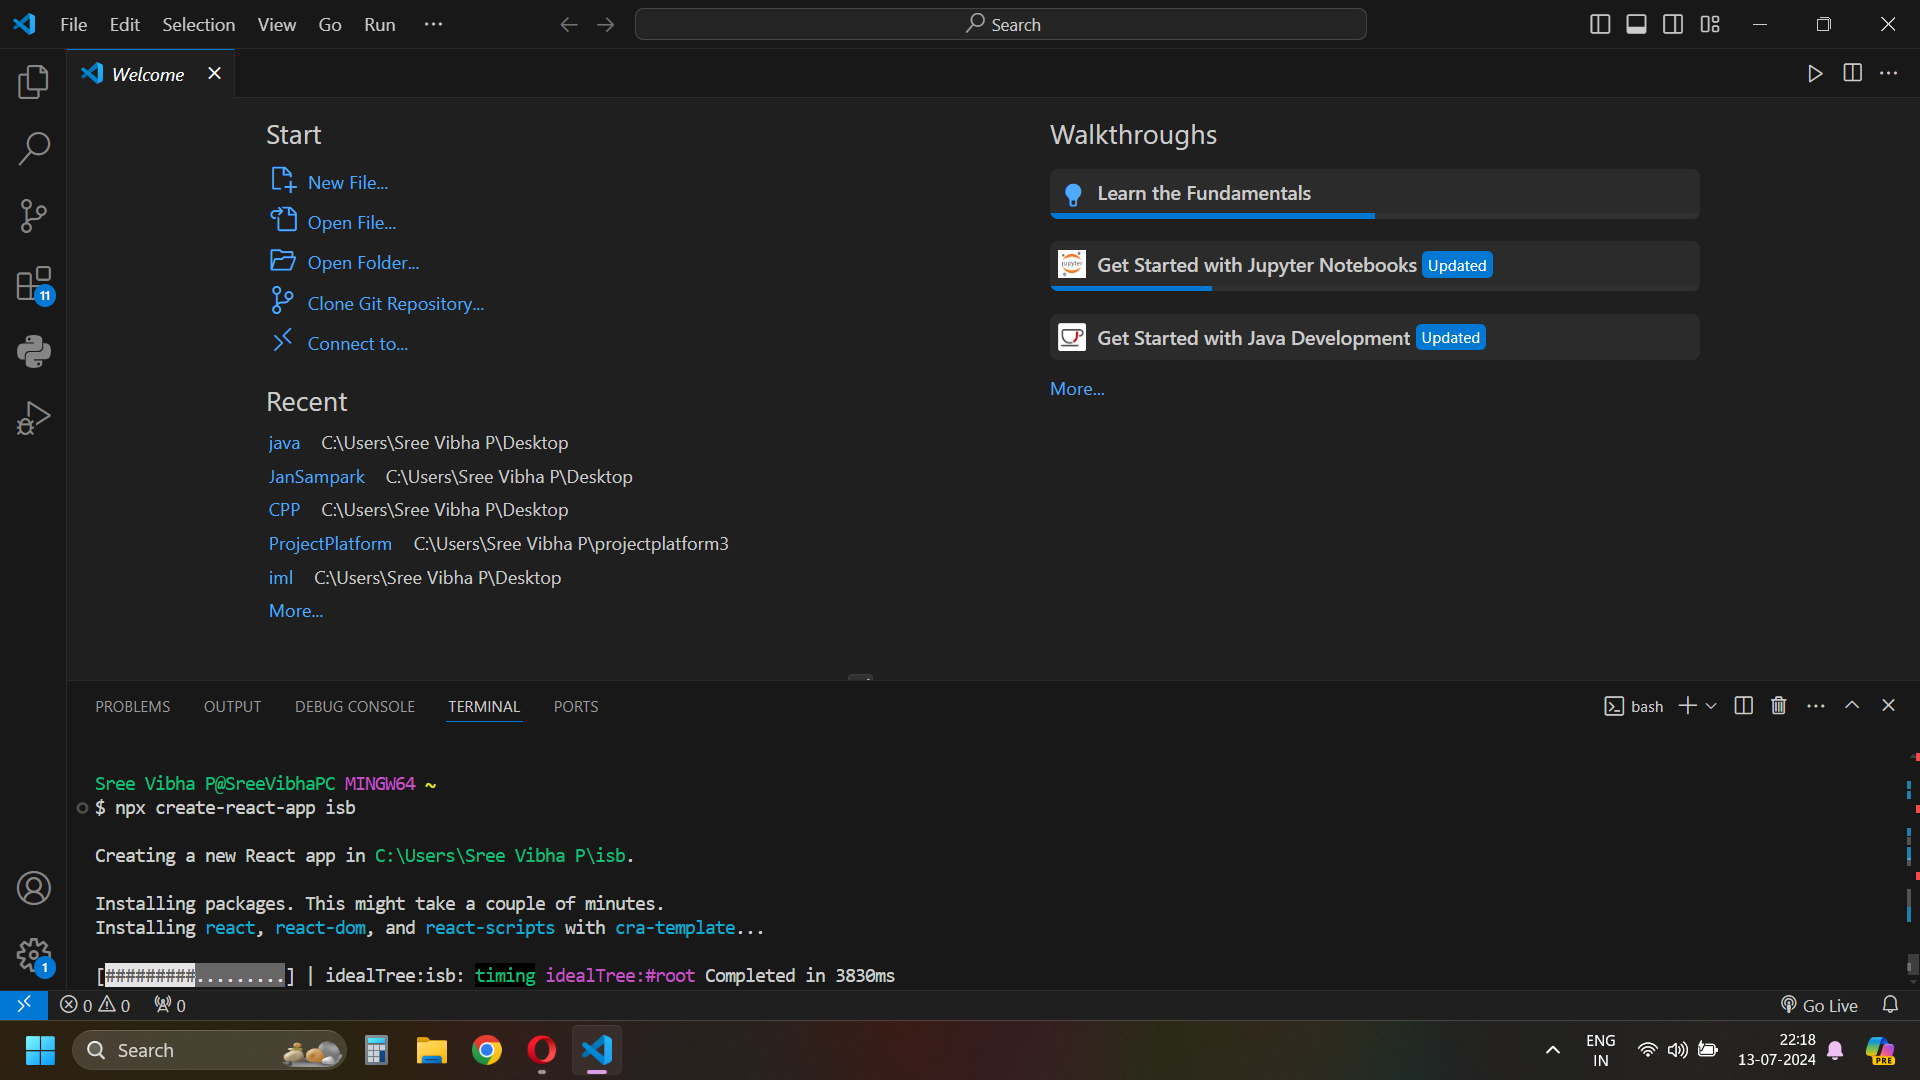 File Edit Selection View Go Run ... Search
Welcome
Start
New File...
Open File...
Open Folder...
Clone Git Repository...
Connect to...
Recent
java C:\Users\Sree Vibha P\Desktop
JanSampark C:\Users\Sree Vibha P\Desktop
CPP C:\Users\Sree Vibha P\Desktop
ProjectPlatform C:\Users\Sree Vibha P\projectplatform3
iml C:\Users\Sree Vibha P\Desktop
More...
Walkthroughs
Learn the Fundamentals
Get Started with Jupyter Notebooks Updated
Get Started with Java Development Updated
More...
11
1
PROBLEMS OUTPUT DEBUG CONSOLE TERMINAL PORTS bash
Sree Vibha P@SreeVibhaPC MINGW64 ~
$ npx create-react-app isb
Creating a new React app in C:\Users\Sree Vibha P\isb.
Installing packages. This might take a couple of minutes.
Installing react, react-dom, and react-scripts with cra-template...
[#########.........] | idealTree:isb: timing idealTree:#root Completed in 3830ms
0 0 0 Go Live
Search ENG 22:18
IN 13-07-2024 PRE